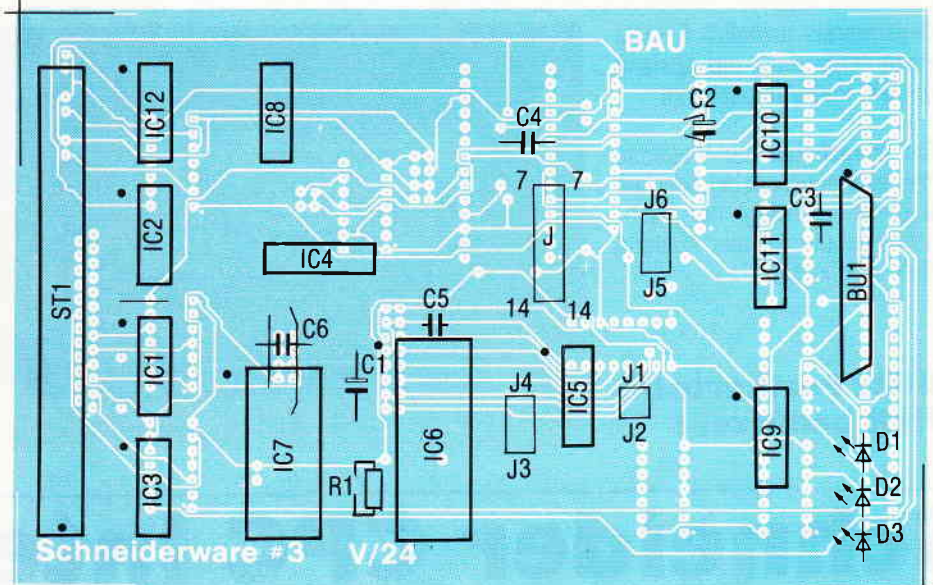 BAU
IC12
IC8
C4
C2
IC10
7 7
J6
C3
IC2
J
IC11
IC4
BU1
ST1
J5
14 14
C5
C6
C1
IC1
J4
IC5
J1
IC7
IC6
J2
IC9
D1
J3
IC3
R1
D2
D3
Schneiderware #3 V/24